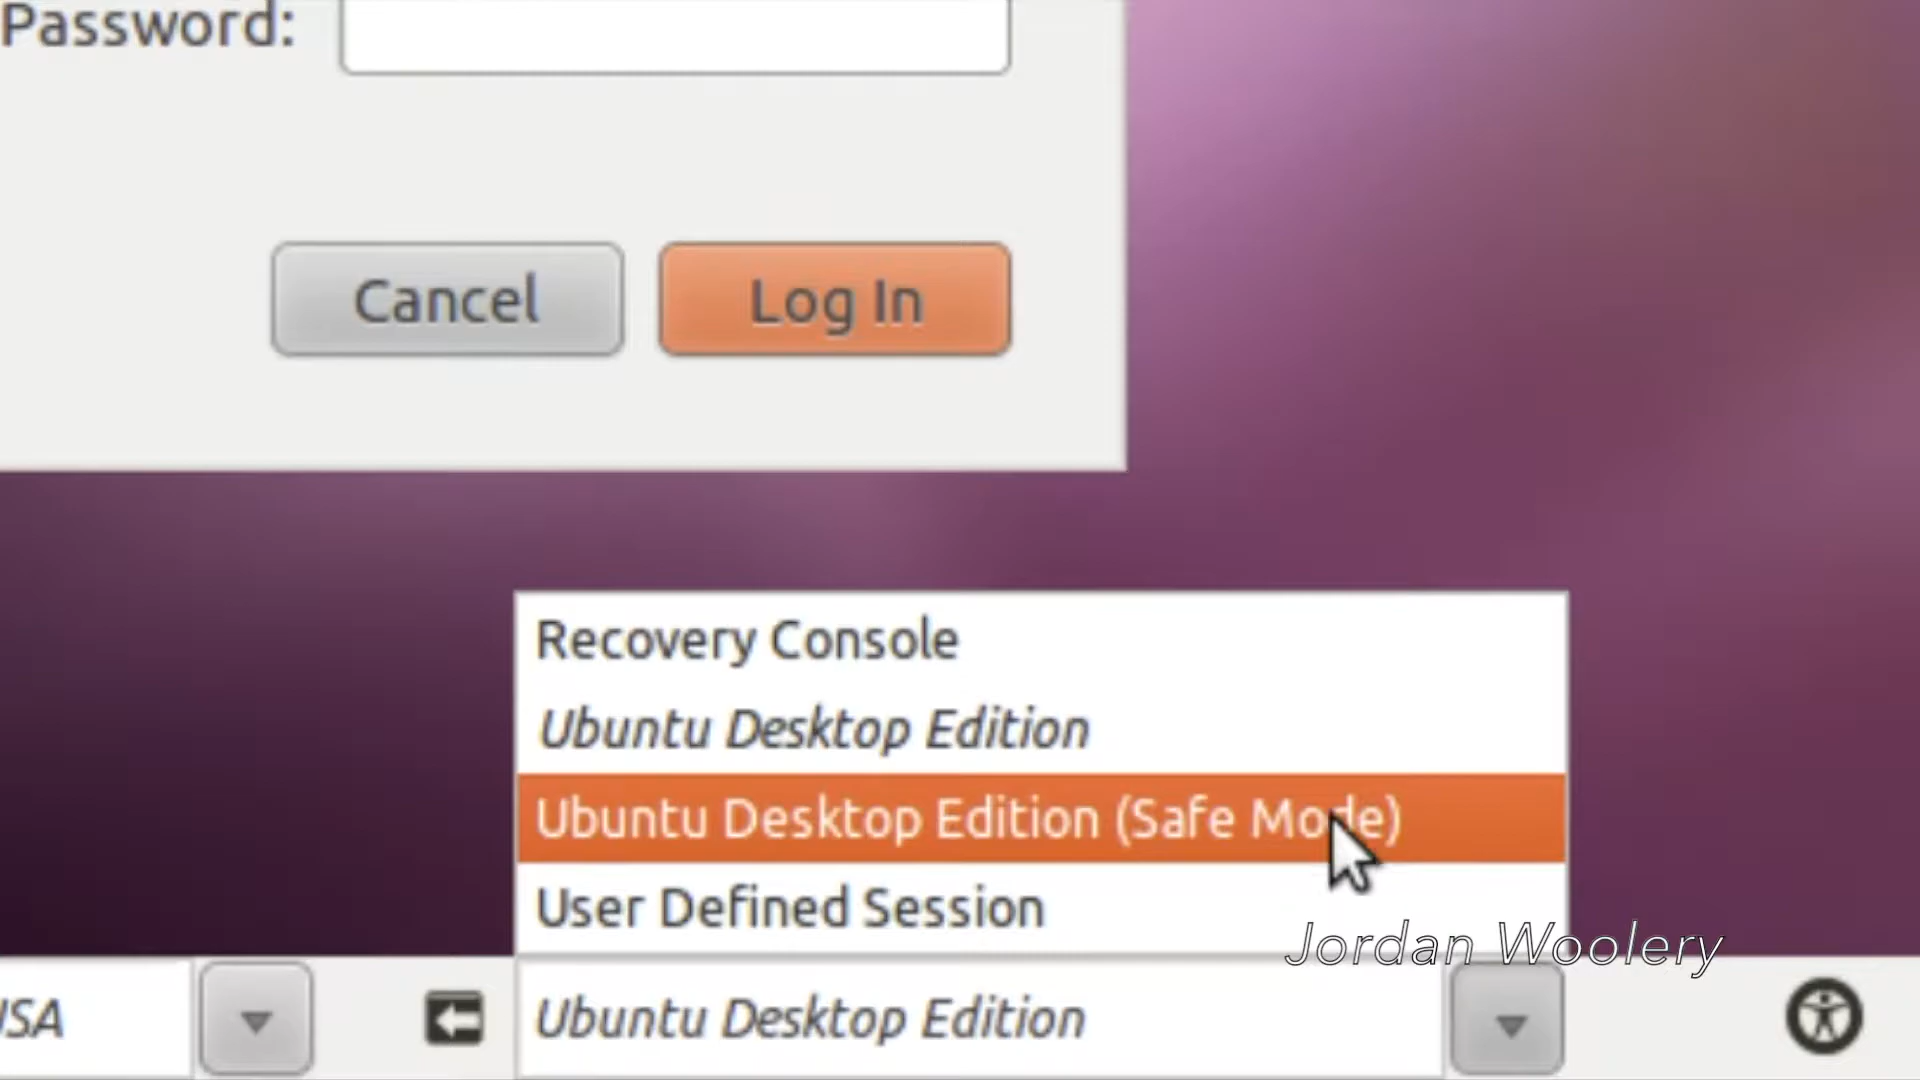 Password:
Cancel
Log In
Recovery Console
Ubuntu Desktop Edition
Ubuntu Desktop Edition (Safe Mode)
User Defined Session
Jordan Woolery
USA
Ubuntu Desktop Edition